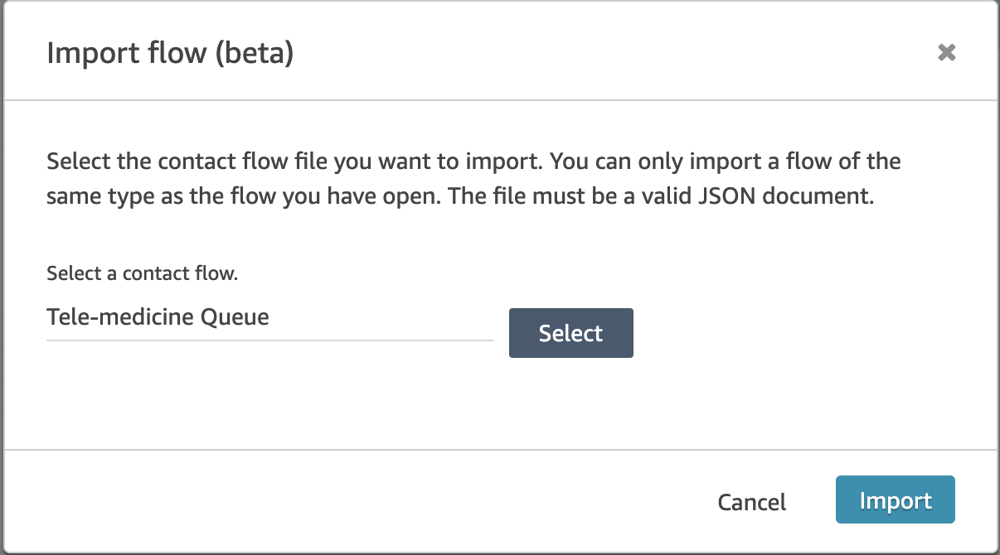 Import flow (beta)
Select the contact flow file you want to import. You can only import a flow of the
same type as the flow you have open. The file must be a valid JSON document.
Select a contact flow.
Tele-medicine Queue
Select
Cancel
Import